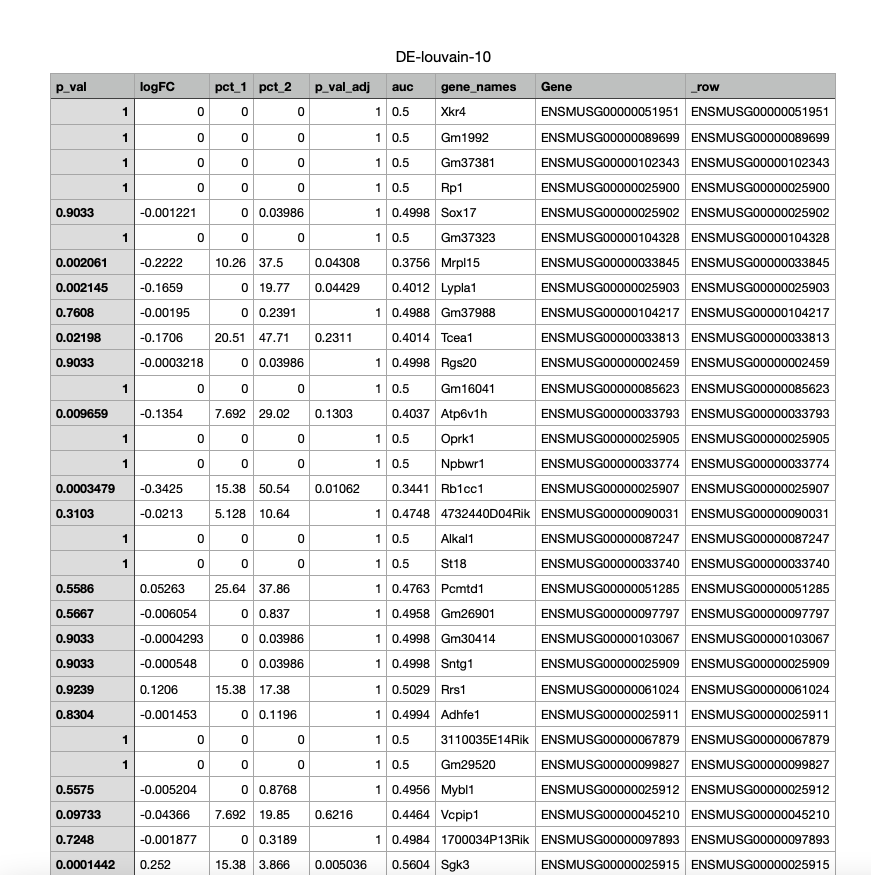 DE-louvain-10
p_val logFC pct_1 pct_2 p_val_adj auc gene_names Gene _row
1 0 0 0 1 0.5 Xkr4 ENSMUSG00000051951 ENSMUSG00000051951
1 0 0 0 1 0.5 Gm1992 ENSMUSG00000089699 ENSMUSG00000089699
1 0 0 0 1 0.5 Gm37381 ENSMUSG00000102343 ENSMUSG00000102343
1 0 0 0 1 0.5 Rp1 ENSMUSG00000025900 ENSMUSG00000025900
0.9033 -0.001221 0 0.03986 1 0.4998 Sox17 ENSMUSG00000025902 ENSMUSG00000025902
1 0 0 0 1 0.5 Gm37323 ENSMUSG00000104328 ENSMUSG00000104328
0.002061 -0.2222 10.26 37.5 0.04308 0.3756 Mrpl15 ENSMUSG00000033845 ENSMUSG00000033845
0.002145 -0.1659 0 19.77 0.04429 0.4012 Lypla1 ENSMUSG00000025903 ENSMUSG00000025903
0.7608 -0.00195 0 0.2391 1 0.4988 Gm37988 ENSMUSG00000104217 ENSMUSG00000104217
0.02198 -0.1706 20.51 47.71 0.2311 0.4014 Tcea1 ENSMUSG00000033813 ENSMUSG00000033813
0.9033 -0.0003218 0 0.03986 1 0.4998 Rgs20 ENSMUSG00000002459 ENSMUSG00000002459
1 0 0 0 1 0.5 Gm16041 ENSMUSG00000085623 ENSMUSG00000085623
0.009659 -0.1354 7.692 29.02 0.1303 0.4037 Atp6v1h ENSMUSG00000033793 ENSMUSG00000033793
1 0 0 0 1 0.5 Oprk1 ENSMUSG00000025905 ENSMUSG00000025905
1 0 0 0 1 0.5 Npbwr1 ENSMUSG00000033774 ENSMUSG00000033774
0.0003479 -0.3425 15.38 50.54 0.01062 0.3441 Rb1cc1 ENSMUSG00000025907 ENSMUSG00000025907
0.3103 -0.0213 5.128 10.64 1 0.4748 4732440D04Rik ENSMUSG00000090031 ENSMUSG00000090031
1 0 0 0 1 0.5 Alkal1 ENSMUSG00000087247 ENSMUSG00000087247
1 0 0 0 1 0.5 St18 ENSMUSG00000033740 ENSMUSG00000033740
0.5586 0.05263 25.64 37.86 1 0.4763 Pcmtd1 ENSMUSG00000051285 ENSMUSG00000051285
0.5667 -0.006054 0 0.837 1 0.4958 Gm26901 ENSMUSG00000097797 ENSMUSG00000097797
0.9033 -0.0004293 0 0.03986 1 0.4998 Gm30414 ENSMUSG00000103067 ENSMUSG00000103067
0.9033 -0.000548 0 0.03986 1 0.4998 Sntg1 ENSMUSG00000025909 ENSMUSG00000025909
0.9239 0.1206 15.38 17.38 1 0.5029 Rrs1 ENSMUSG00000061024 ENSMUSG00000061024
0.8304 -0.001453 0 0.1196 1 0.4994 Adhfe1 ENSMUSG00000025911 ENSMUSG00000025911
1 0 0 0 1 0.5 3110035E14Rik ENSMUSG00000067879 ENSMUSG00000067879
1 0 0 0 1 0.5 Gm29520 ENSMUSG00000099827 ENSMUSG00000099827
0.5575 -0.005204 0 0.8768 1 0.4956 Mybl1 ENSMUSG00000025912 ENSMUSG00000025912
0.09733 -0.04366 7.692 19.85 0.6216 0.4464 Vcpip1 ENSMUSG00000045210 ENSMUSG00000045210
0.7248 -0.001877 0 0.3189 1 0.4984 1700034P13Rik ENSMUSG00000097893 ENSMUSG00000097893
0.0001442 0.252 15.38 3.866 0.005036 0.5604 Sgk3 ENSMUSG00000025915 ENSMUSG00000025915